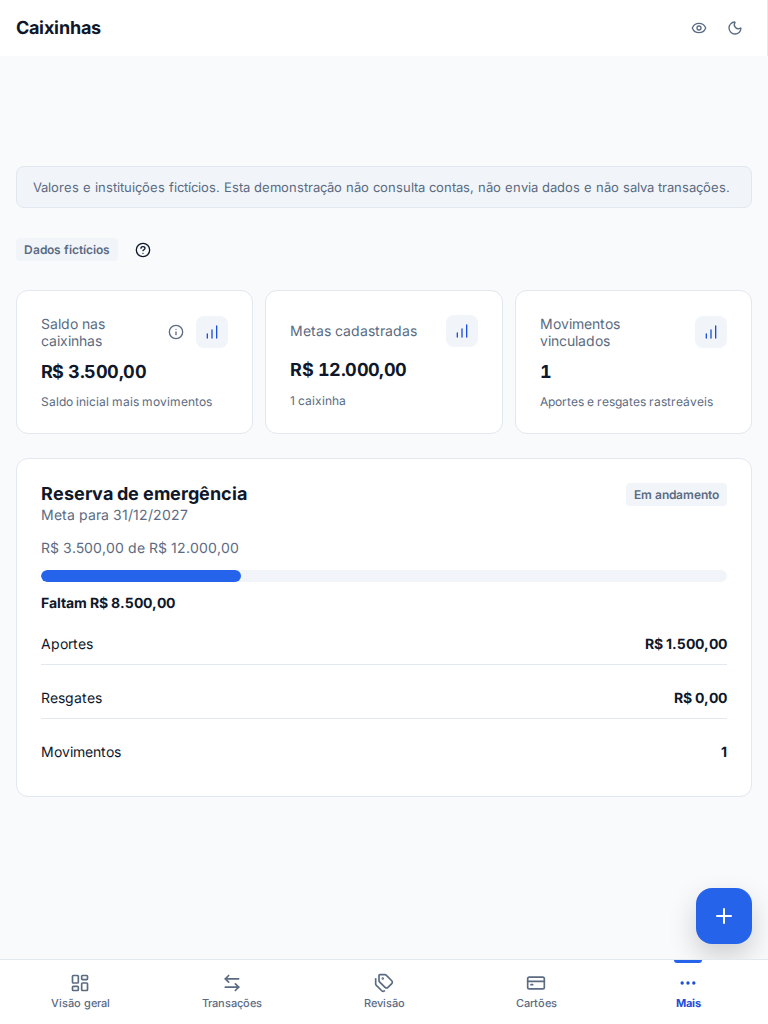 Caixinhas
Valores e instituições fictícios. Esta demonstração não consulta contas, não envia dados e não salva transações.
Dados fictícios
Saldo nas
caixinhas
R$ 3.500,00
Saldo inicial mais movimentos
Metas cadastradas
R$ 12.000,00
1 caixinha
Movimentos
vinculados
1
Aportes e resgates rastreáveis
Reserva de emergência
Em andamento
Meta para 31/12/2027
R$ 3.500,00 de R$ 12.000,00
Faltam R$ 8.500,00
Aportes R$ 1.500,00
Resgates R$ 0,00
Movimentos 1
Visão geral
Transações
Revisão
Cartões
Mais